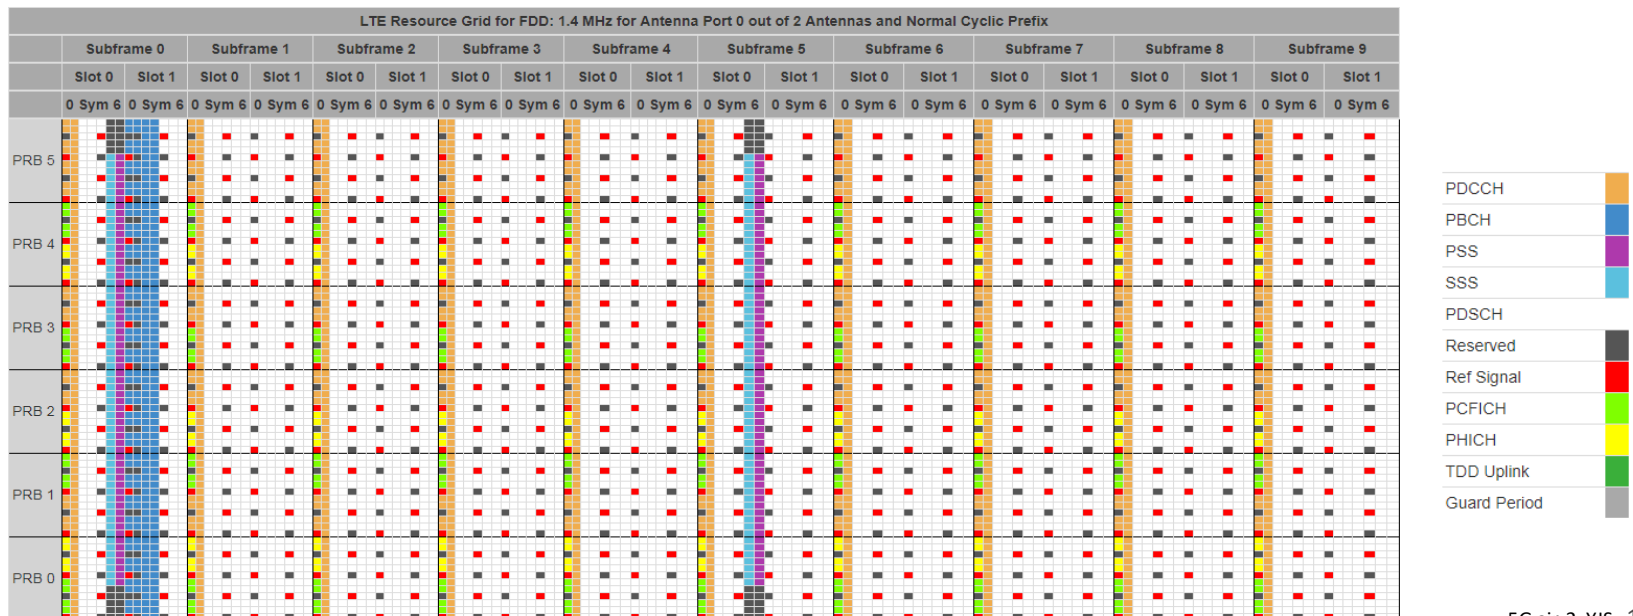 LTE Resource Grid for FDD: 1.4 MHz for Antenna Port 0 out of 2 Antennas and Normal Cyclic Prefix
Subframe 0 Subframe 1 Subframe 2 Subframe 3 Subframe 4 Subframe 5 Subframe 6 Subframe 7 Subframe 8 Subframe 9
Slot 0 Slot 1 Slot 0 Slot 1 Slot 0 Slot 1 Slot 0 Slot 1 Slot 0 Slot 1 Slot 0 Slot 1 Slot 0 Slot 1 Slot 0 Slot 1 Slot 0 Slot 1 Slot 0 Slot 1
0 Sym 6 0 Sym 6 0 Sym 6 0 Sym 6 0 Sym 6 0 Sym 6 0 Sym 6 0 Sym 6 0 Sym 6 0 Sym 6 0 Sym 6 0 Sym 6 0 Sym 6 0 Sym 6 0 Sym 6 0 Sym 6 0 Sym 6 0 Sym 6 0 Sym 6 0 Sym 6
PRB 5
PRB 4
PRB 3
PRB 2
PRB 1
PRB 0
PDCCH
PBCH
PSS
SSS
PDSCH
Reserved
Ref Signal
PCFICH
PHICH
TDD Uplink
Guard Period